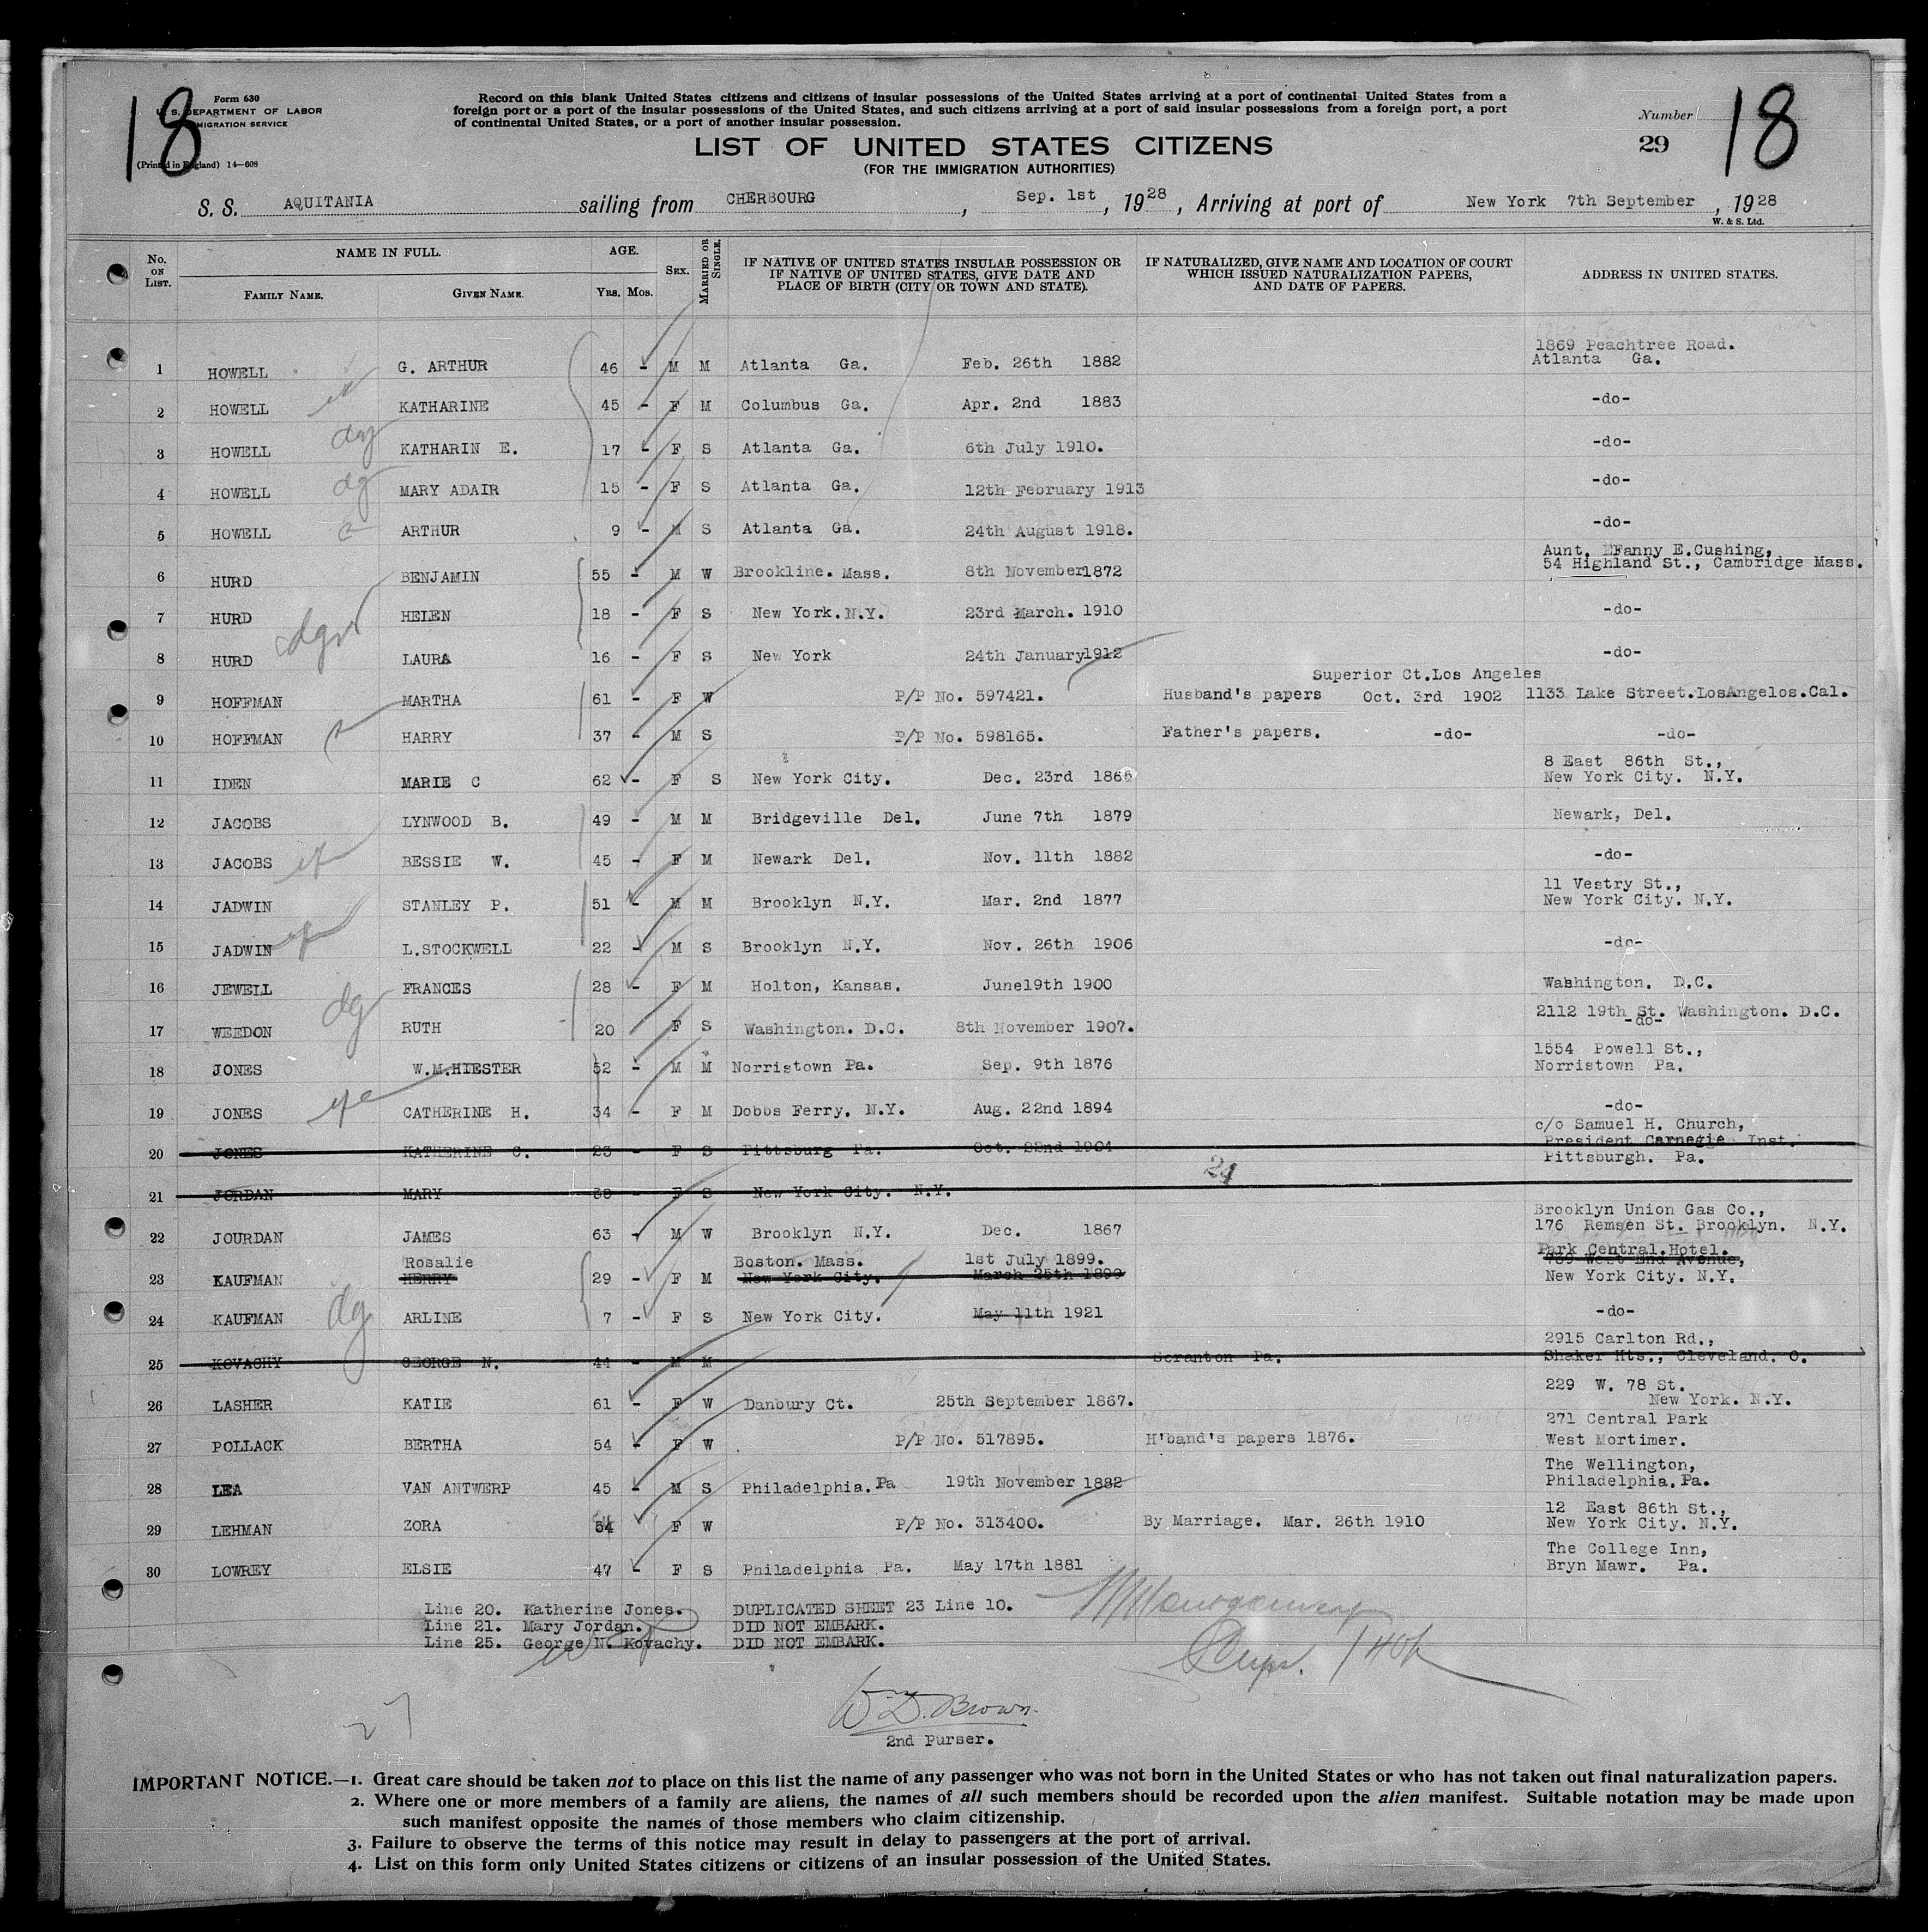 18
Form 630
U. S. DEPARTMENT OF LABOR
IMMIGRATION SERVICE
(Printed in England) 14—608
Record on this blank United States citizens and citizens of insular possessions of the United States arriving at a port of continental United States from a
foreign port or a port of the insular possessions of the United States, and such citizens arriving at a port of said insular possessions from a foreign port, a port
of continental United States, or a port of another insular possession.
Number
29
18
LIST OF UNITED STATES CITIZENS
(FOR THE IMMIGRATION AUTHORITIES)
S. S. AQUITANIA sailing from CHERBOURG, Sep. 1st, 1928, Arriving at port of New York 7th September, 1928
W. & S. Ltd.
No. ON LIST. NAME IN FULL. FAMILY NAME. GIVEN NAME. AGE. YRS. MOS. SEX. MARRIED OR SINGLE. IF NATIVE OF UNITED STATES INSULAR POSSESSION OR IF NATIVE OF UNITED STATES, GIVE DATE AND PLACE OF BIRTH (CITY OR TOWN AND STATE). IF NATURALIZED, GIVE NAME AND LOCATION OF COURT WHICH ISSUED NATURALIZATION PAPERS, AND DATE OF PAPERS. ADDRESS IN UNITED STATES.
1869 Peachtree Road.
1 HOWELL G. ARTHUR 46 - M M Atlanta Ga. Feb. 26th 1882 Atlanta Ga.
2 HOWELL KATHARINE 45 - F M Columbus Ga. Apr. 2nd 1883 -do-
3 HOWELL KATHARIN E. 17 - F S Atlanta Ga. 6th July 1910. -do-
4 HOWELL MARY ADAIR 15 - F S Atlanta Ga. 12th February 1913 -do-
5 HOWELL ARTHUR 9 - M S Atlanta Ga. 24th August 1918. -do-
Aunt, Fanny E.Cushing,
6 HURD BENJAMIN 55 - M W Brookline. Mass. 8th November1872 54 Highland St., Cambridge Mass.
7 HURD HELEN 18 - F S New York.N.Y. 23rd March. 1910 -do-
8 HURD LAURA 16 - F S New York 24th January1912 -do-
Superior Ct.Los Angeles
9 HOFFMAN MARTHA 61 - F W P/P No. 597421. Husband's papers Oct. 3rd 1902 1133 Lake Street.LosAngelos.Cal.
10 HOFFMAN HARRY 37 - M S P/P No. 598165. Father's papers. -do- -do-
8 East 86th St.,
11 IDEN MARIE C 62 - F S New York City. Dec. 23rd 1865 New York City. N.Y.
12 JACOBS LYNWOOD B. 49 - M M Bridgeville Del. June 7th 1879 Newark, Del.
13 JACOBS BESSIE W. 45 - F M Newark Del. Nov. 11th 1882 -do-
11 Vestry St.,
14 JADWIN STANLEY P. 51 - M M Brooklyn N.Y. Mar. 2nd 1877 New York City. N.Y.
15 JADWIN L.STOCKWELL 22 - M S Brooklyn N.Y. Nov. 26th 1906 -do-
16 JEWELL FRANCES 28 - F M Holton, Kansas. June19th 1900 Washington. D.C.
2112 19th St. Washington. D.C.
17 WEEDON RUTH 20 F S Washington. D.C. 8th November 1907. -do-
1554 Powell St.,
18 JONES W.M.HIESTER 52 - M M Norristown Pa. Sep. 9th 1876 Norristown Pa.
19 JONES CATHERINE H. 34 - F M Dobbs Ferry. N.Y. Aug. 22nd 1894 -do-
c/o Samuel H. Church,
20 JONES KATHERINE C. 23 - F S Pittsburg Pa. Oct. 22nd 1904 President Carnegie Inst.
Pittsburgh. Pa.
24
21 JORDAN MARY 30 - F S New York City. N.Y.
Brooklyn Union Gas Co.,
22 JOURDAN JAMES 63 - M W Brooklyn N.Y. Dec. 1867 176 Remsen St. Brooklyn. N.Y.
Rosalie Boston. Mass. 1st July 1899. Park Central.Hotel.
23 KAUFMAN HENRY 29 - F M New York City. March 25th 1899 789 West End Avenue,
New York City. N.Y.
24 KAUFMAN ARLINE 7 - F S New York City. May 11th 1921 -do-
2915 Carlton Rd.,
25 KOVACHY GEORGE N. 44 - M M Scranton Pa. Shaker Hts., Cleveland. O.
229 W. 78 St.
26 LASHER KATIE 61 - F W Danbury Ct. 25th September 1867. New York. N.Y.
271 Central Park
27 POLLACK BERTHA 54 - F W P/P No. 517895. H'band's papers 1876. West Mortimer.
The Wellington,
28 LEA VAN ANTWERP 45 - M S Philadelphia.Pa 19th November 1882 Philadelphia.Pa.
12 East 86th St.,
29 LEHMAN ZORA 54 F W P/P No. 313400. By Marriage. Mar. 26th 1910 New York City. N.Y.
The College Inn,
30 LOWREY ELSIE 47 - F S Philadelphia Pa. May 17th 1881 Bryn Mawr. Pa.
Line 20. Katherine Jones. DUPLICATED SHEET 23 Line 10.
Line 21. Mary Jordan. DID NOT EMBARK.
Line 25. George N. Kovachy. DID NOT EMBARK.
W. D. Brown.
27
2nd Purser.
IMPORTANT NOTICE.—1. Great care should be taken not to place on this list the name of any passenger who was not born in the United States or who has not taken out final naturalization papers.
2. Where one or more members of a family are aliens, the names of all such members should be recorded upon the alien manifest. Suitable notation may be made upon
such manifest opposite the names of those members who claim citizenship.
3. Failure to observe the terms of this notice may result in delay to passengers at the port of arrival.
4. List on this form only United States citizens or citizens of an insular possession of the United States.